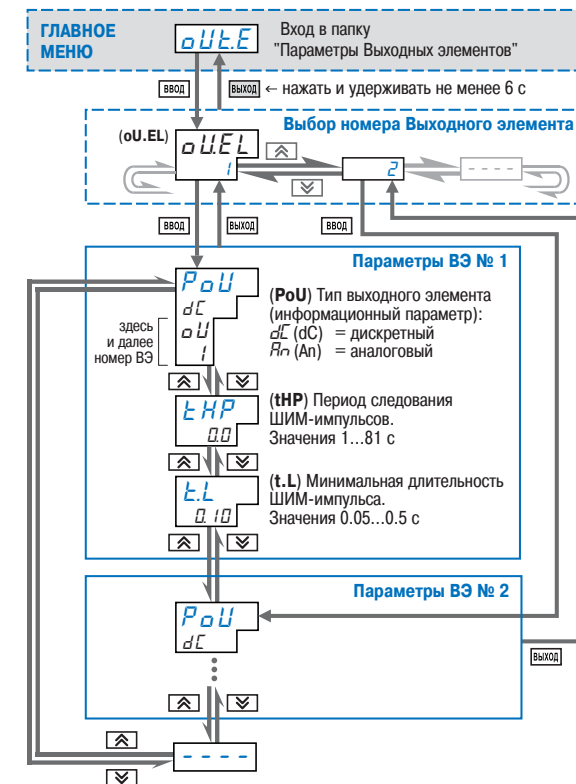 ГЛАВНОЕ
МЕНЮ
oUt.E
Вход в папку
"Параметры Выходных элементов"
ВВОД
ВЫХОД ← нажать и удерживать не менее 6 с
Выбор номера Выходного элемента
(oU.EL)
oU.EL
1
2
- - - -
ВВОД
ВЫХОД
ВВОД
Параметры ВЭ № 1
PoU
dC
oU
1
здесь
и далее
номер ВЭ
(PoU) Тип выходного элемента
(информационный параметр):
dC (dC) = дискретный
An (An) = аналоговый
tHP
0.0
(tHP) Период следования
ШИМ-импульсов.
Значения 1...81 с
t.L
0.10
(t.L) Минимальная длительность
ШИМ-импульса.
Значения 0.05...0.5 с
Параметры ВЭ № 2
PoU
dC
ВЫХОД
- - - -